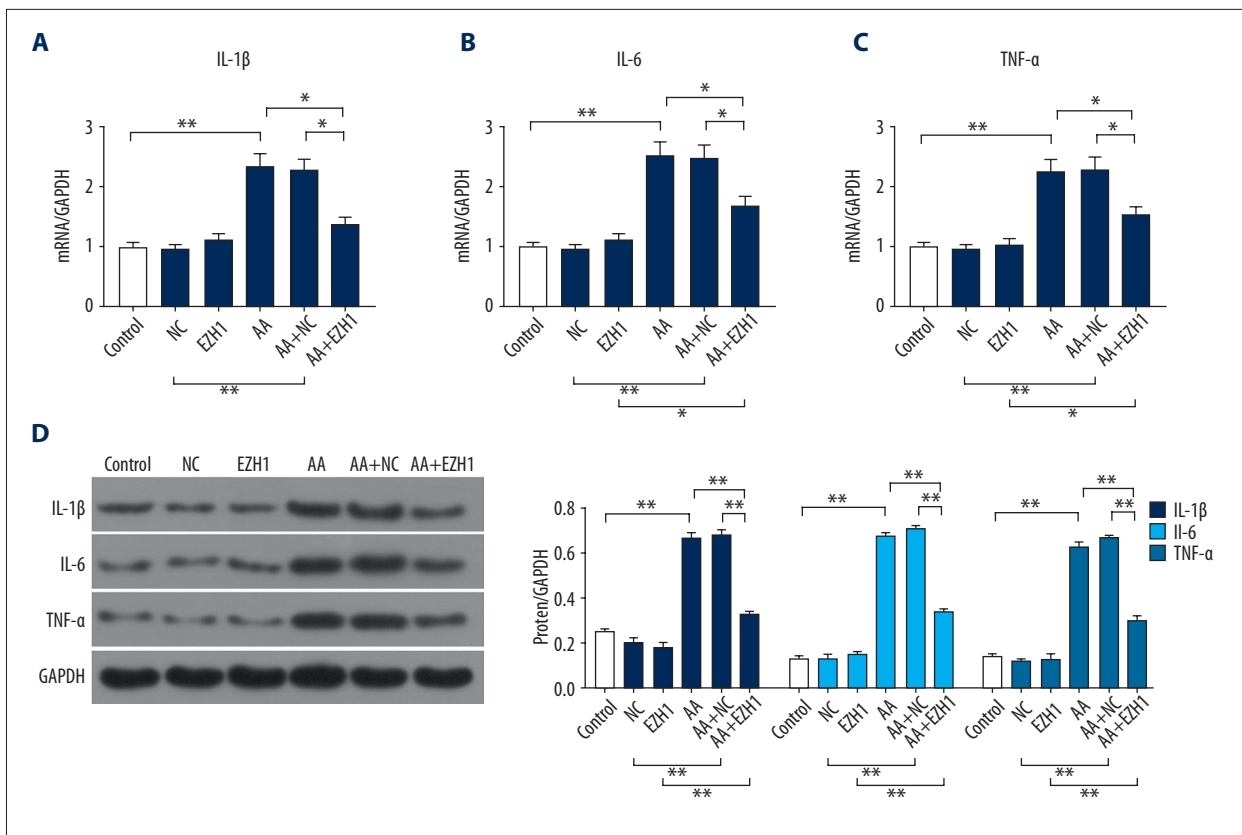 A
IL-1β
** * *
mRNA/GAPDH
3
2
1
0
Control NC EZH1 AA AA+NC AA+EZH1
**
B
IL-6
** * *
mRNA/GAPDH
3
2
1
0
Control NC EZH1 AA AA+NC AA+EZH1
**
*
C
TNF-α
** * *
mRNA/GAPDH
3
2
1
0
Control NC EZH1 AA AA+NC AA+EZH1
**
*
D
Control NC EZH1 AA AA+NC AA+EZH1
IL-1β
IL-6
TNF-α
GAPDH
** ** ** ** ** ** ** ** **
IL-1β
Il-6
TNF-α
Proten/GAPDH
0.8
0.6
0.4
0.2
0.0
Control NC EZH1 AA AA+NC AA+EZH1 Control NC EZH1 AA AA+NC AA+EZH1 Control NC EZH1 AA AA+NC AA+EZH1
** ** **
** ** **